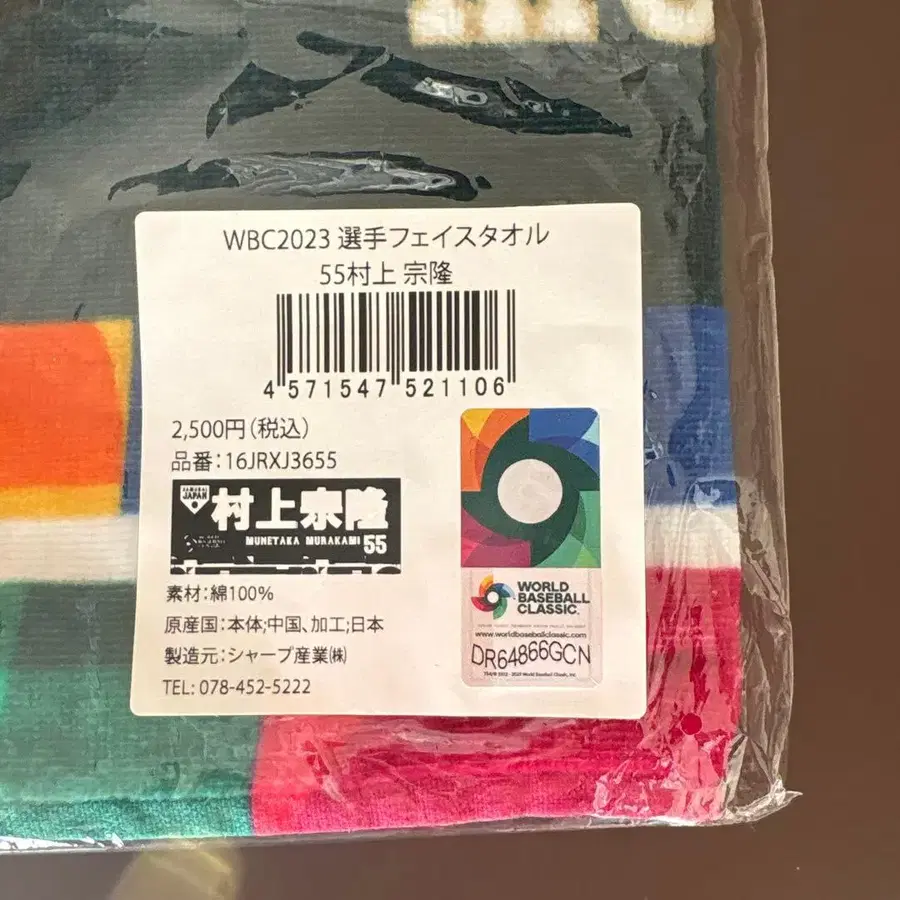 WBC2023 選手フェイスタオル
55村上 宗隆
4 571547 521106
2,500円(税込)
品番:16JRXJ3655
SAMURAI
JAPAN
村上宗隆
MUNETAKA MURAKAMI 55
素材:綿100%
原産国:本体;中国、加工;日本
製造元:シャープ産業㈱
TEL: 078-452-5222
WORLD
BASEBALL
CLASSIC.
www.worldbaseballclassic.com
DR64866GCN